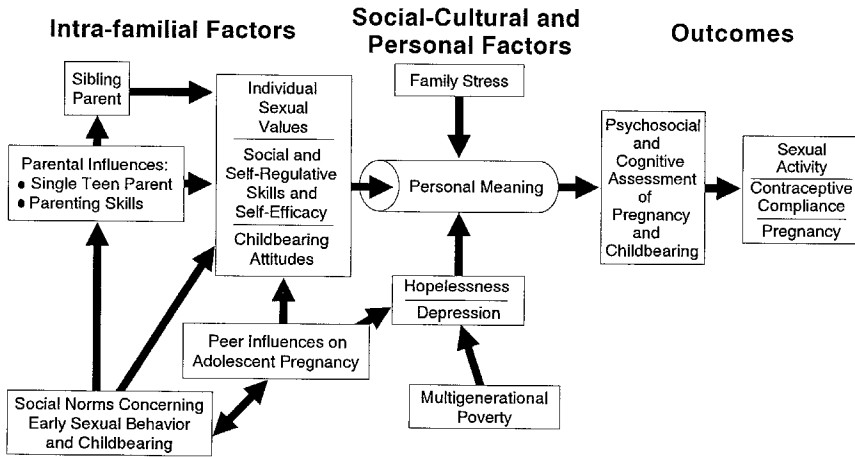 Intra-familial Factors
Social-Cultural and
Personal Factors
Outcomes
Sibling
Parent
Parental Influences:
● Single Teen Parent
● Parenting Skills
Individual
Sexual
Values
Social and
Self-Regulative
Skills and
Self-Efficacy
Childbearing
Attitudes
Peer Influences on
Adolescent Pregnancy
Social Norms Concerning
Early Sexual Behavior
and Childbearing
Family Stress
Personal Meaning
Hopelessness
Depression
Multigenerational
Poverty
Psychosocial
and
Cognitive
Assessment
of
Pregnancy
and
Childbearing
Sexual
Activity
Contraceptive
Compliance
Pregnancy